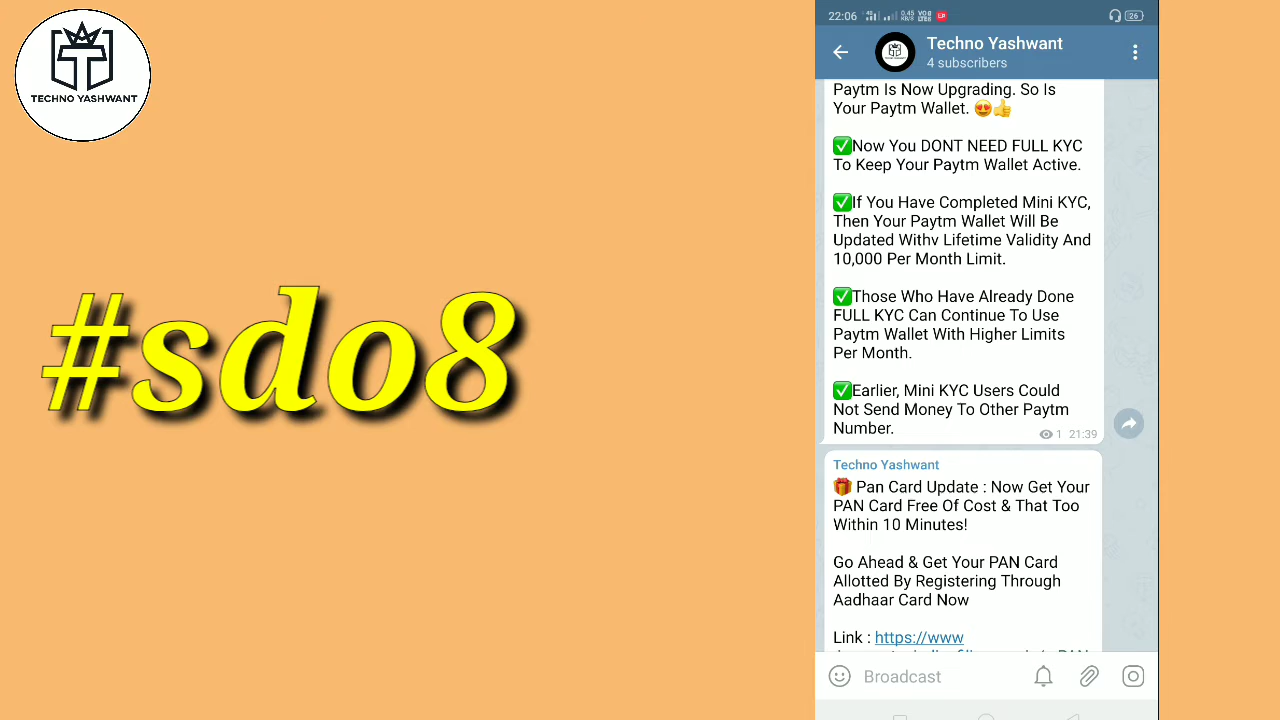 TECHNO YASHWANT
#sdo8
22:06
4G
0.45
KB/S
26
Techno Yashwant
4 subscribers
Paytm Is Now Upgrading. So Is
Your Paytm Wallet. 😍👍
✅Now You DONT NEED FULL KYC
To Keep Your Paytm Wallet Active.
✅If You Have Completed Mini KYC,
Then Your Paytm Wallet Will Be
Updated Withv Lifetime Validity And
10,000 Per Month Limit.
✅Those Who Have Already Done
FULL KYC Can Continue To Use
Paytm Wallet With Higher Limits
Per Month.
✅Earlier, Mini KYC Users Could
Not Send Money To Other Paytm
Number.
1 21:39
Techno Yashwant
🎁 Pan Card Update : Now Get Your
PAN Card Free Of Cost & That Too
Within 10 Minutes!
Go Ahead & Get Your PAN Card
Allotted By Registering Through
Aadhaar Card Now
Link : https://www
Broadcast